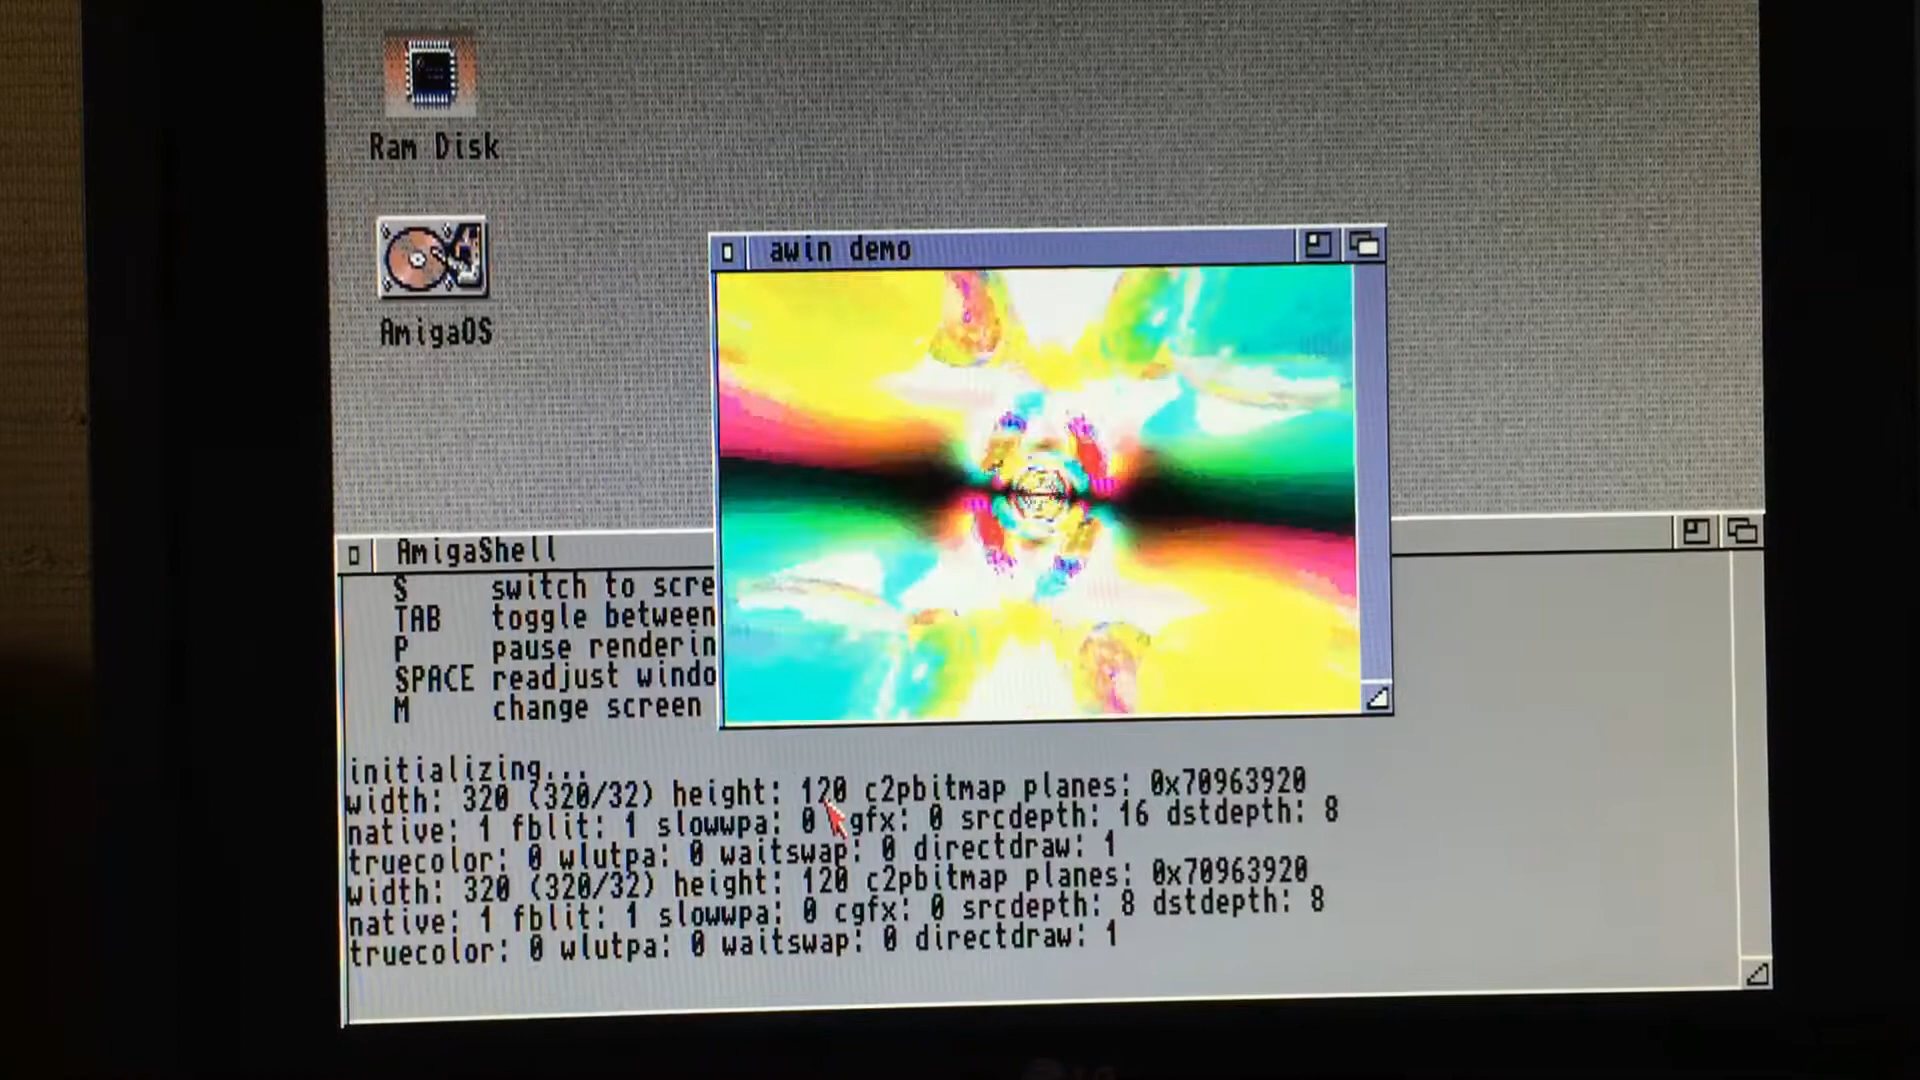 Ram Disk
AmigaOS
awin demo
AmigaShell
S switch to scre
TAB toggle between
P pause renderin
SPACE readjust windo
M change screen
initializing...
width: 320 (320/32) height: 120 c2pbitmap planes: 0x70963920
native: 1 fblit: 1 slowwpa: 0 cgfx: 0 srcdepth: 16 dstdepth: 8
truecolor: 0 wlutpa: 0 waitswap: 0 directdraw: 1
width: 320 (320/32) height: 120 c2pbitmap planes: 0x70963920
native: 1 fblit: 1 slowwpa: 0 cgfx: 0 srcdepth: 8 dstdepth: 8
truecolor: 0 wlutpa: 0 waitswap: 0 directdraw: 1